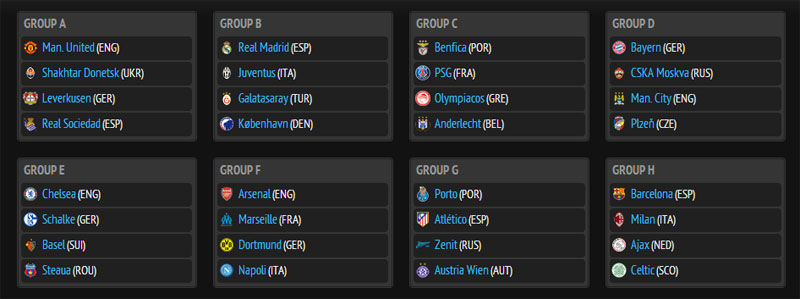 GROUP A
Man. United (ENG)
Shakhtar Donetsk (UKR)
Leverkusen (GER)
Real Sociedad (ESP)
GROUP B
Real Madrid (ESP)
Juventus (ITA)
Galatasaray (TUR)
København (DEN)
GROUP C
Benfica (POR)
PSG (FRA)
Olympiacos (GRE)
Anderlecht (BEL)
GROUP D
Bayern (GER)
CSKA Moskva (RUS)
Man. City (ENG)
Plzeň (CZE)
GROUP E
Chelsea (ENG)
Schalke (GER)
Basel (SUI)
Steaua (ROU)
GROUP F
Arsenal (ENG)
Marseille (FRA)
Dortmund (GER)
Napoli (ITA)
GROUP G
Porto (POR)
Atlético (ESP)
Zenit (RUS)
Austria Wien (AUT)
GROUP H
Barcelona (ESP)
Milan (ITA)
Ajax (NED)
Celtic (SCO)